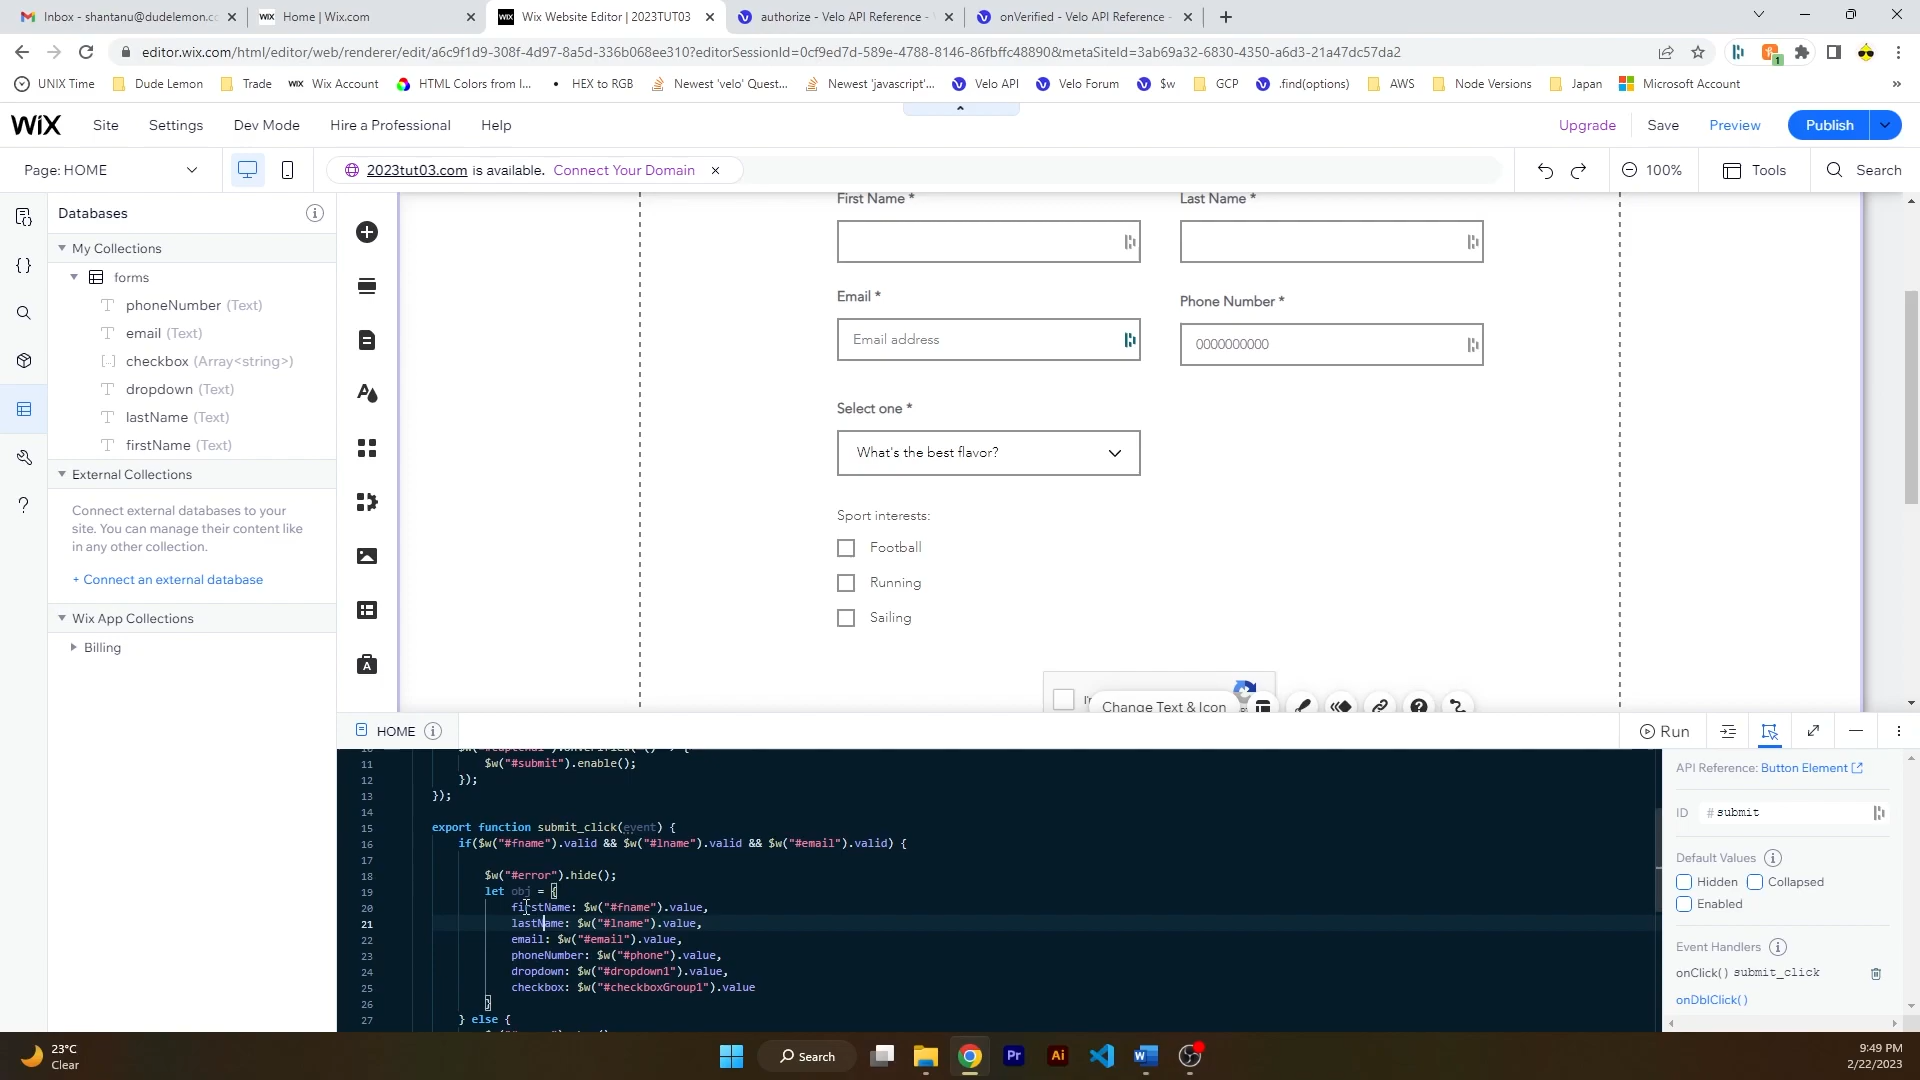 Inbox - shantanu@dudelemon.cc
Home | Wix.com
Wix Website Editor | 2023TUT03
authorize - Velo API Reference -
onVerified - Velo API Reference -
editor.wix.com/html/editor/web/renderer/edit/a6c9f1d9-308f-4d97-8a5d-336b068ee310?editorSessionId=0cf9ed7d-589e-4788-8146-86fbffc48890&metaSiteId=3ab69a32-6830-4350-a6d3-21a47dc57da2
UNIX Time
Dude Lemon
Trade
WIX Wix Account
HTML Colors from I...
HEX to RGB
Newest 'velo' Quest...
Newest 'javascript'...
Velo API
Velo Forum
$w
GCP
.find(options)
AWS
Node Versions
Japan
Microsoft Account
WIX
Site
Settings
Dev Mode
Hire a Professional
Help
Upgrade
Save
Preview
Publish
Page: HOME
2023tut03.com is available. Connect Your Domain
100%
Tools
Search
Databases
My Collections
forms
phoneNumber (Text)
email (Text)
checkbox (Array<string>)
dropdown (Text)
lastName (Text)
firstName (Text)
External Collections
Connect external databases to your
site. You can manage their content like
in any other collection.
+ Connect an external database
Wix App Collections
Billing
First Name *
Last Name *
Email *
Email address
Phone Number *
0000000000
Select one *
What's the best flavor?
Sport interests:
Football
Running
Sailing
Change Text & Icon
HOME
Run
11 $w("#submit").enable();
12 });
13 });
14
15 export function submit_click(event) {
16 if($w("#fname").valid && $w("#lname").valid && $w("#email").valid) {
17
18 $w("#error").hide();
19 let obj = {
20 firstName: $w("#fname").value,
21 lastName: $w("#lname").value,
22 email: $w("#email").value,
23 phoneNumber: $w("#phone").value,
24 dropdown: $w("#dropdown1").value,
25 checkbox: $w("#checkboxGroup1").value
26 }
27 } else {
API Reference: Button Element
ID # submit
Default Values
Hidden
Collapsed
Enabled
Event Handlers
onClick() submit_click
onDblClick()
23°C
Clear
Search
Pr
Ai
9:49 PM
2/22/2023